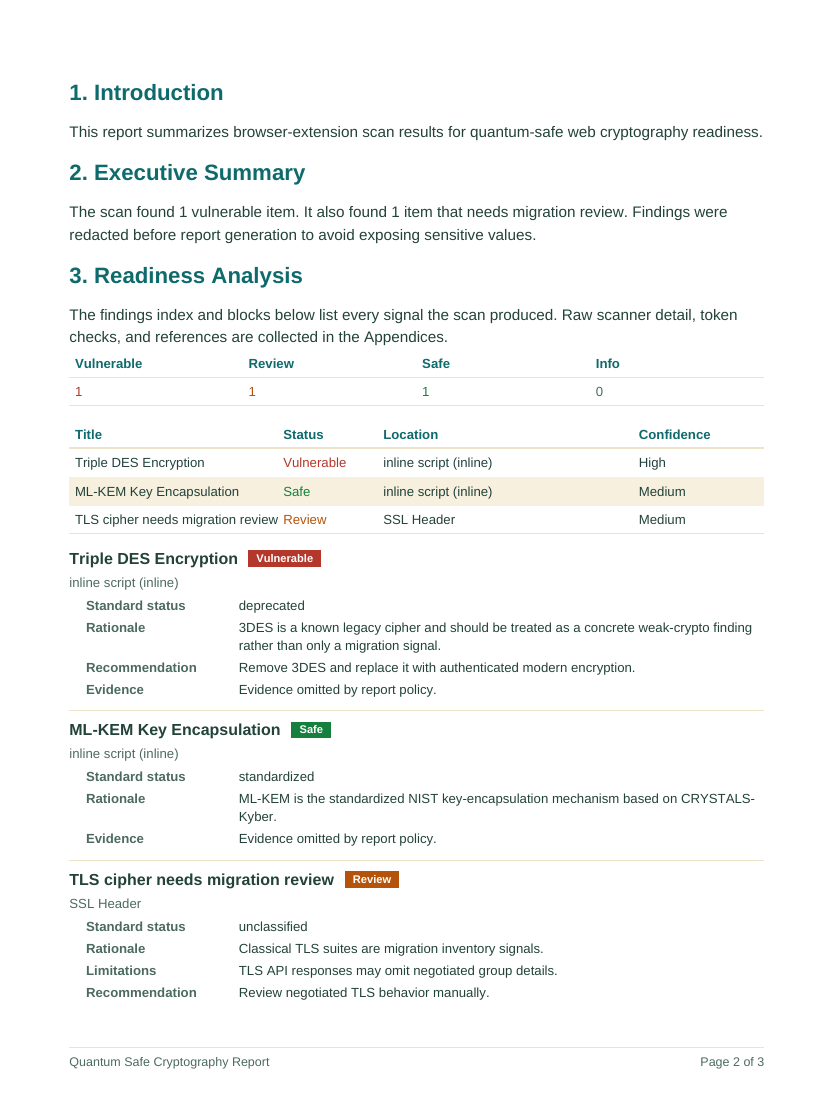 1. Introduction
This report summarizes browser-extension scan results for quantum-safe web cryptography readiness.
2. Executive Summary
The scan found 1 vulnerable item. It also found 1 item that needs migration review. Findings were
redacted before report generation to avoid exposing sensitive values.
3. Readiness Analysis
The findings index and blocks below list every signal the scan produced. Raw scanner detail, token
checks, and references are collected in the Appendices.
Vulnerable Review Safe Info
1 1 1 0
Title Status Location Confidence
Triple DES Encryption Vulnerable inline script (inline) High
ML-KEM Key Encapsulation Safe inline script (inline) Medium
TLS cipher needs migration review Review SSL Header Medium
Triple DES Encryption Vulnerable
inline script (inline)
Standard status deprecated
Rationale 3DES is a known legacy cipher and should be treated as a concrete weak-crypto finding
rather than only a migration signal.
Recommendation Remove 3DES and replace it with authenticated modern encryption.
Evidence Evidence omitted by report policy.
ML-KEM Key Encapsulation Safe
inline script (inline)
Standard status standardized
Rationale ML-KEM is the standardized NIST key-encapsulation mechanism based on CRYSTALS-
Kyber.
Evidence Evidence omitted by report policy.
TLS cipher needs migration review Review
SSL Header
Standard status unclassified
Rationale Classical TLS suites are migration inventory signals.
Limitations TLS API responses may omit negotiated group details.
Recommendation Review negotiated TLS behavior manually.
Quantum Safe Cryptography Report Page 2 of 3